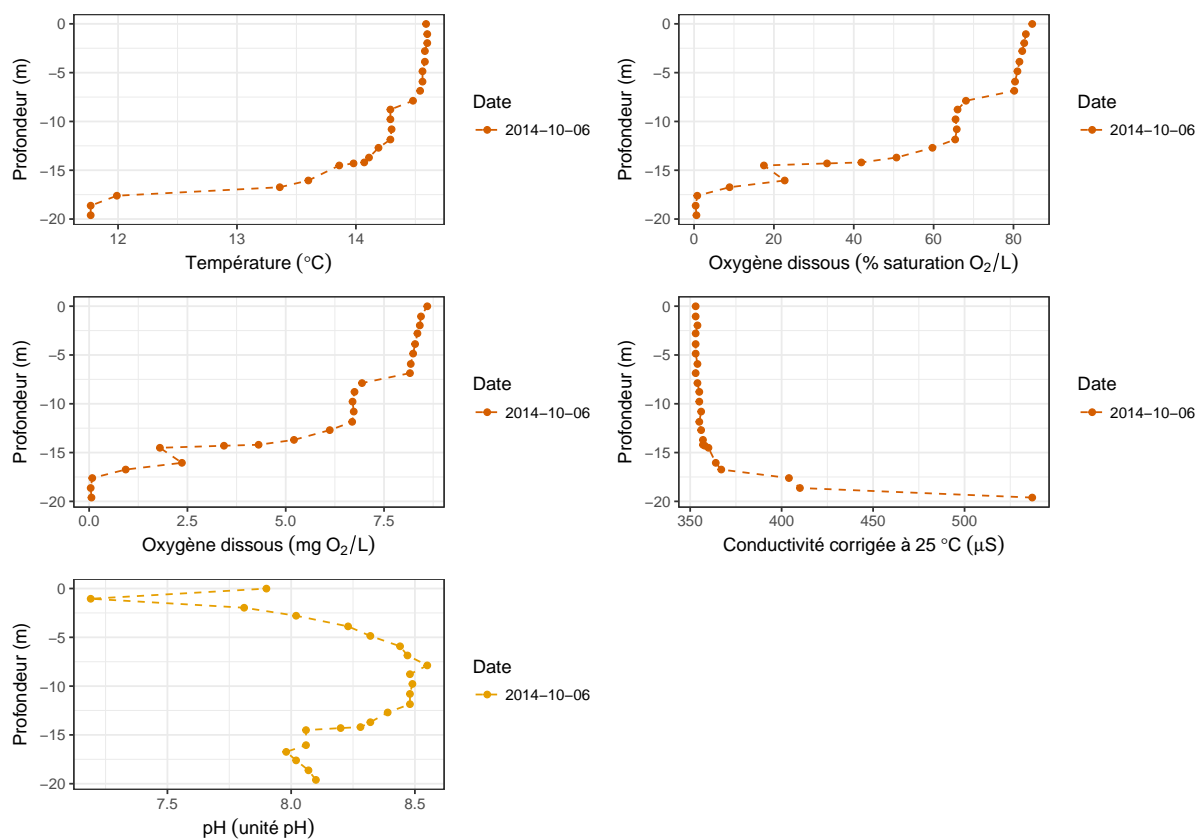 0
−5
−10
−15
−20
Profondeur (m)
12 13 14
Température (°C)
Date
2014−10−06
0
−5
−10
−15
−20
Profondeur (m)
0 20 40 60 80
Oxygène dissous (% saturation O₂/L)
Date
2014−10−06
0
−5
−10
−15
−20
Profondeur (m)
0.0 2.5 5.0 7.5
Oxygène dissous (mg O₂/L)
Date
2014−10−06
0
−5
−10
−15
−20
Profondeur (m)
350 400 450 500
Conductivité corrigée à 25 °C (μS)
Date
2014−10−06
0
−5
−10
−15
−20
Profondeur (m)
7.5 8.0 8.5
pH (unité pH)
Date
2014−10−06